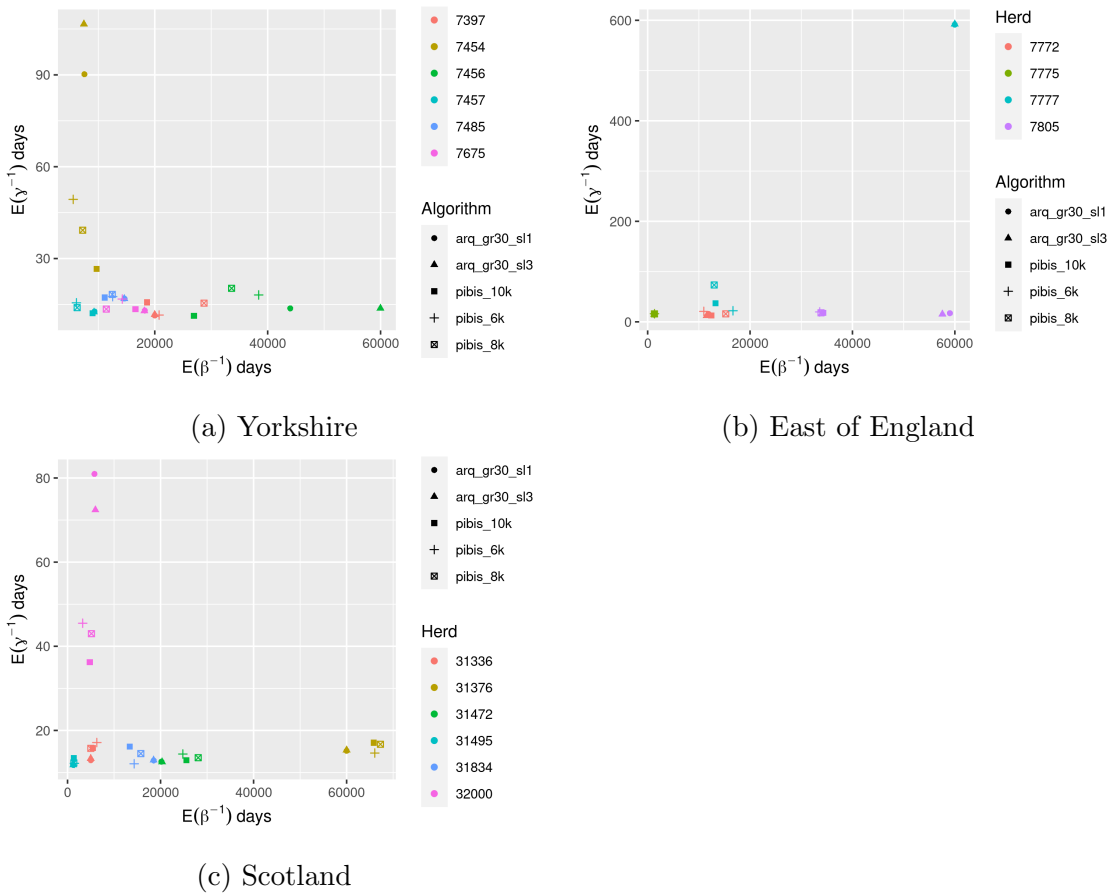 90
60
30
20000
40000
60000
E(β⁻¹) days
E(γ⁻¹) days
7397
7454
7456
7457
7485
7675
Algorithm
arq_gr30_sl1
arq_gr30_sl3
pibis_10k
pibis_6k
pibis_8k
(a) Yorkshire
600
400
200
0
0
20000
40000
60000
E(β⁻¹) days
E(γ⁻¹) days
Herd
7772
7775
7777
7805
Algorithm
arq_gr30_sl1
arq_gr30_sl3
pibis_10k
pibis_6k
pibis_8k
(b) East of England
80
60
40
20
0
20000
40000
60000
E(β⁻¹) days
E(γ⁻¹) days
arq_gr30_sl1
arq_gr30_sl3
pibis_10k
pibis_6k
pibis_8k
Herd
31336
31376
31472
31495
31834
32000
(c) Scotland